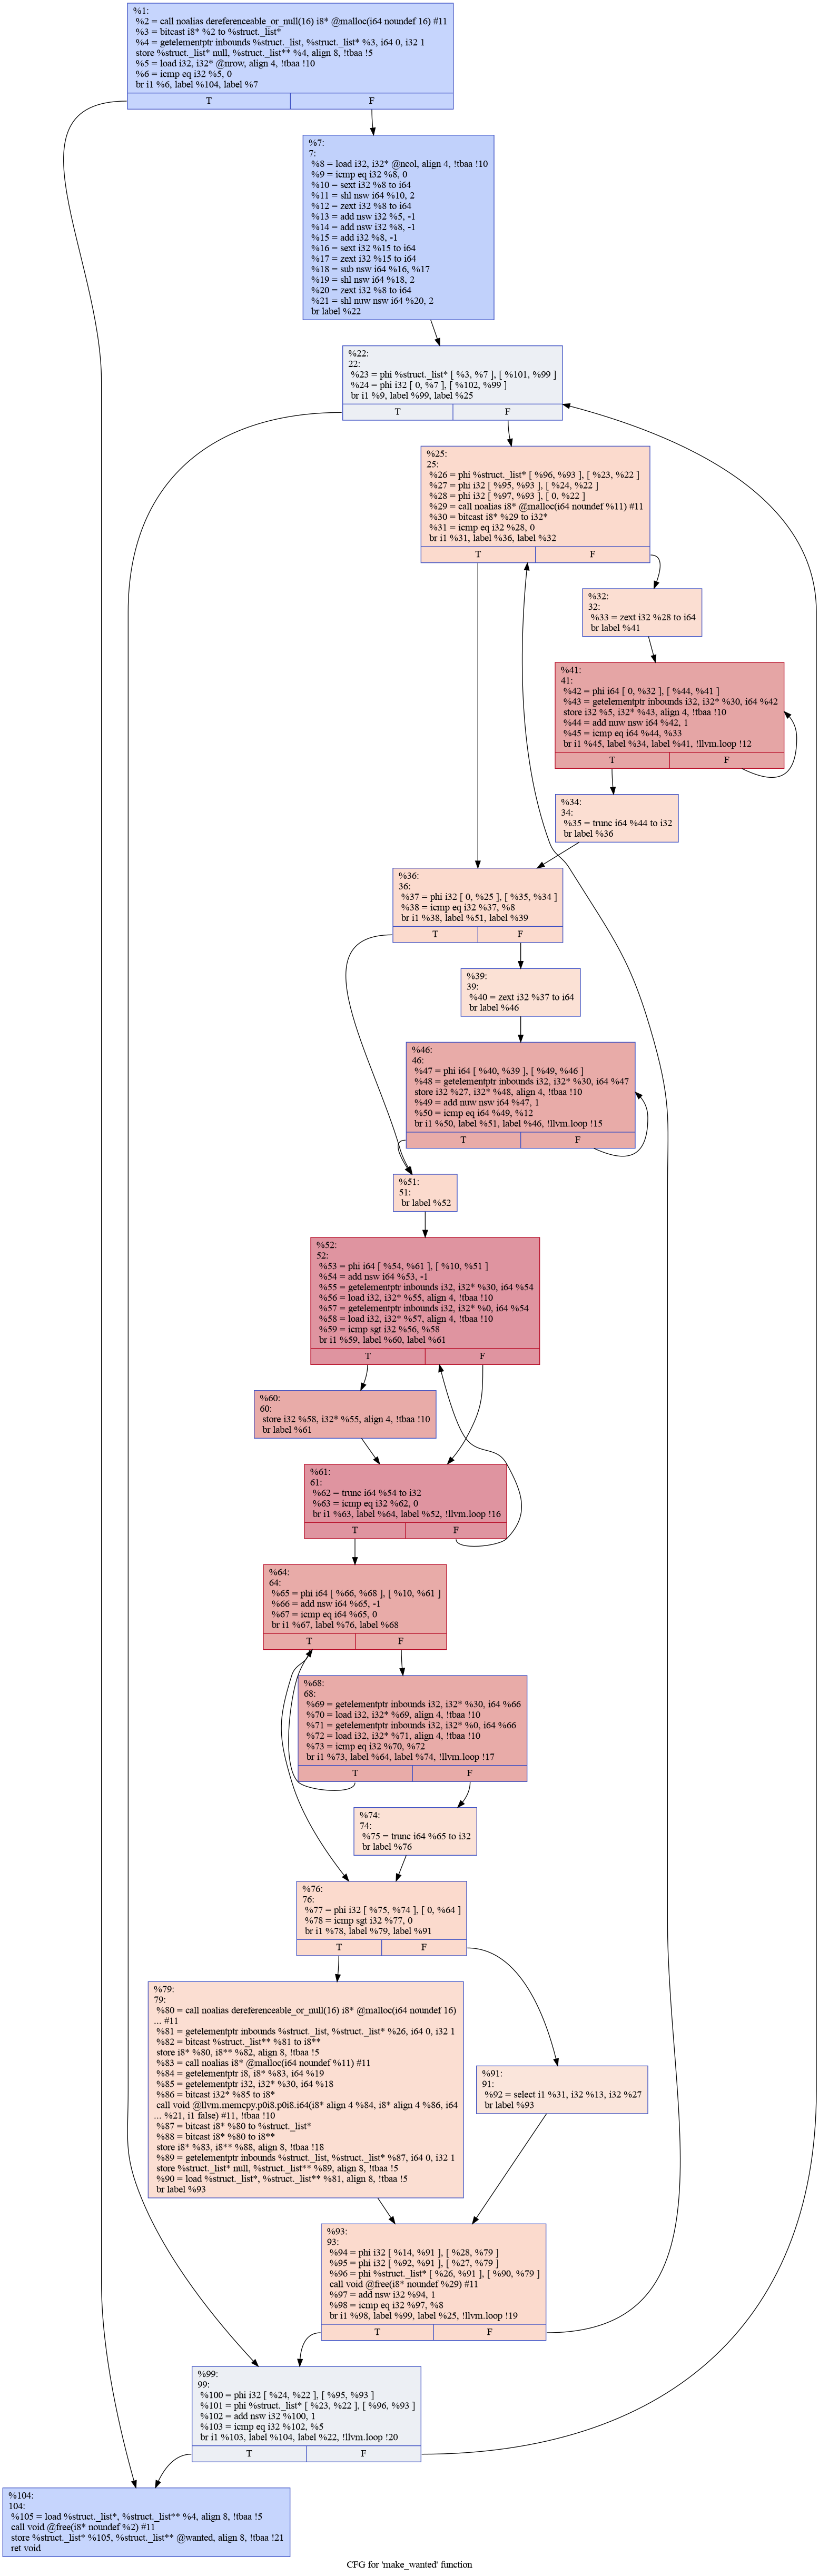 %1:
%2 = call noalias dereferenceable_or_null(16) i8* @malloc(i64 noundef 16) #11
%3 = bitcast i8* %2 to %struct._list*
%4 = getelementptr inbounds %struct._list, %struct._list* %3, i64 0, i32 1
store %struct._list* null, %struct._list** %4, align 8, !tbaa !5
%5 = load i32, i32* @nrow, align 4, !tbaa !10
%6 = icmp eq i32 %5, 0
br i1 %6, label %104, label %7
T F
%7:
7:
%8 = load i32, i32* @ncol, align 4, !tbaa !10
%9 = icmp eq i32 %8, 0
%10 = sext i32 %8 to i64
%11 = shl nsw i64 %10, 2
%12 = zext i32 %8 to i64
%13 = add nsw i32 %5, -1
%14 = add nsw i32 %8, -1
%15 = add i32 %8, -1
%16 = sext i32 %15 to i64
%17 = zext i32 %15 to i64
%18 = sub nsw i64 %16, %17
%19 = shl nsw i64 %18, 2
%20 = zext i32 %8 to i64
%21 = shl nuw nsw i64 %20, 2
br label %22
%22:
22:
%23 = phi %struct._list* [ %3, %7 ], [ %101, %99 ]
%24 = phi i32 [ 0, %7 ], [ %102, %99 ]
br i1 %9, label %99, label %25
T F
%25:
25:
%26 = phi %struct._list* [ %96, %93 ], [ %23, %22 ]
%27 = phi i32 [ %95, %93 ], [ %24, %22 ]
%28 = phi i32 [ %97, %93 ], [ 0, %22 ]
%29 = call noalias i8* @malloc(i64 noundef %11) #11
%30 = bitcast i8* %29 to i32*
%31 = icmp eq i32 %28, 0
br i1 %31, label %36, label %32
T F
%32:
32:
%33 = zext i32 %28 to i64
br label %41
%41:
41:
%42 = phi i64 [ 0, %32 ], [ %44, %41 ]
%43 = getelementptr inbounds i32, i32* %30, i64 %42
store i32 %5, i32* %43, align 4, !tbaa !10
%44 = add nuw nsw i64 %42, 1
%45 = icmp eq i64 %44, %33
br i1 %45, label %34, label %41, !llvm.loop !12
T F
%34:
34:
%35 = trunc i64 %44 to i32
br label %36
%36:
36:
%37 = phi i32 [ 0, %25 ], [ %35, %34 ]
%38 = icmp eq i32 %37, %8
br i1 %38, label %51, label %39
T F
%39:
39:
%40 = zext i32 %37 to i64
br label %46
%46:
46:
%47 = phi i64 [ %40, %39 ], [ %49, %46 ]
%48 = getelementptr inbounds i32, i32* %30, i64 %47
store i32 %27, i32* %48, align 4, !tbaa !10
%49 = add nuw nsw i64 %47, 1
%50 = icmp eq i64 %49, %12
br i1 %50, label %51, label %46, !llvm.loop !15
T F
%51:
51:
br label %52
%52:
52:
%53 = phi i64 [ %54, %61 ], [ %10, %51 ]
%54 = add nsw i64 %53, -1
%55 = getelementptr inbounds i32, i32* %30, i64 %54
%56 = load i32, i32* %55, align 4, !tbaa !10
%57 = getelementptr inbounds i32, i32* %0, i64 %54
%58 = load i32, i32* %57, align 4, !tbaa !10
%59 = icmp sgt i32 %56, %58
br i1 %59, label %60, label %61
T F
%60:
60:
store i32 %58, i32* %55, align 4, !tbaa !10
br label %61
%61:
61:
%62 = trunc i64 %54 to i32
%63 = icmp eq i32 %62, 0
br i1 %63, label %64, label %52, !llvm.loop !16
T F
%64:
64:
%65 = phi i64 [ %66, %68 ], [ %10, %61 ]
%66 = add nsw i64 %65, -1
%67 = icmp eq i64 %65, 0
br i1 %67, label %76, label %68
T F
%68:
68:
%69 = getelementptr inbounds i32, i32* %30, i64 %66
%70 = load i32, i32* %69, align 4, !tbaa !10
%71 = getelementptr inbounds i32, i32* %0, i64 %66
%72 = load i32, i32* %71, align 4, !tbaa !10
%73 = icmp eq i32 %70, %72
br i1 %73, label %64, label %74, !llvm.loop !17
T F
%74:
74:
%75 = trunc i64 %65 to i32
br label %76
%76:
76:
%77 = phi i32 [ %75, %74 ], [ 0, %64 ]
%78 = icmp sgt i32 %77, 0
br i1 %78, label %79, label %91
T F
%79:
79:
%80 = call noalias dereferenceable_or_null(16) i8* @malloc(i64 noundef 16)
... #11
%81 = getelementptr inbounds %struct._list, %struct._list* %26, i64 0, i32 1
%82 = bitcast %struct._list** %81 to i8**
store i8* %80, i8** %82, align 8, !tbaa !5
%83 = call noalias i8* @malloc(i64 noundef %11) #11
%84 = getelementptr i8, i8* %83, i64 %19
%85 = getelementptr i32, i32* %30, i64 %18
%86 = bitcast i32* %85 to i8*
call void @llvm.memcpy.p0i8.p0i8.i64(i8* align 4 %84, i8* align 4 %86, i64
... %21, i1 false) #11, !tbaa !10
%87 = bitcast i8* %80 to %struct._list*
%88 = bitcast i8* %80 to i8**
store i8* %83, i8** %88, align 8, !tbaa !18
%89 = getelementptr inbounds %struct._list, %struct._list* %87, i64 0, i32 1
store %struct._list* null, %struct._list** %89, align 8, !tbaa !5
%90 = load %struct._list*, %struct._list** %81, align 8, !tbaa !5
br label %93
%91:
91:
%92 = select i1 %31, i32 %13, i32 %27
br label %93
%93:
93:
%94 = phi i32 [ %14, %91 ], [ %28, %79 ]
%95 = phi i32 [ %92, %91 ], [ %27, %79 ]
%96 = phi %struct._list* [ %26, %91 ], [ %90, %79 ]
call void @free(i8* noundef %29) #11
%97 = add nsw i32 %94, 1
%98 = icmp eq i32 %97, %8
br i1 %98, label %99, label %25, !llvm.loop !19
T F
%99:
99:
%100 = phi i32 [ %24, %22 ], [ %95, %93 ]
%101 = phi %struct._list* [ %23, %22 ], [ %96, %93 ]
%102 = add nsw i32 %100, 1
%103 = icmp eq i32 %102, %5
br i1 %103, label %104, label %22, !llvm.loop !20
T F
%104:
104:
%105 = load %struct._list*, %struct._list** %4, align 8, !tbaa !5
call void @free(i8* noundef %2) #11
store %struct._list* %105, %struct._list** @wanted, align 8, !tbaa !21
ret void
CFG for 'make_wanted' function